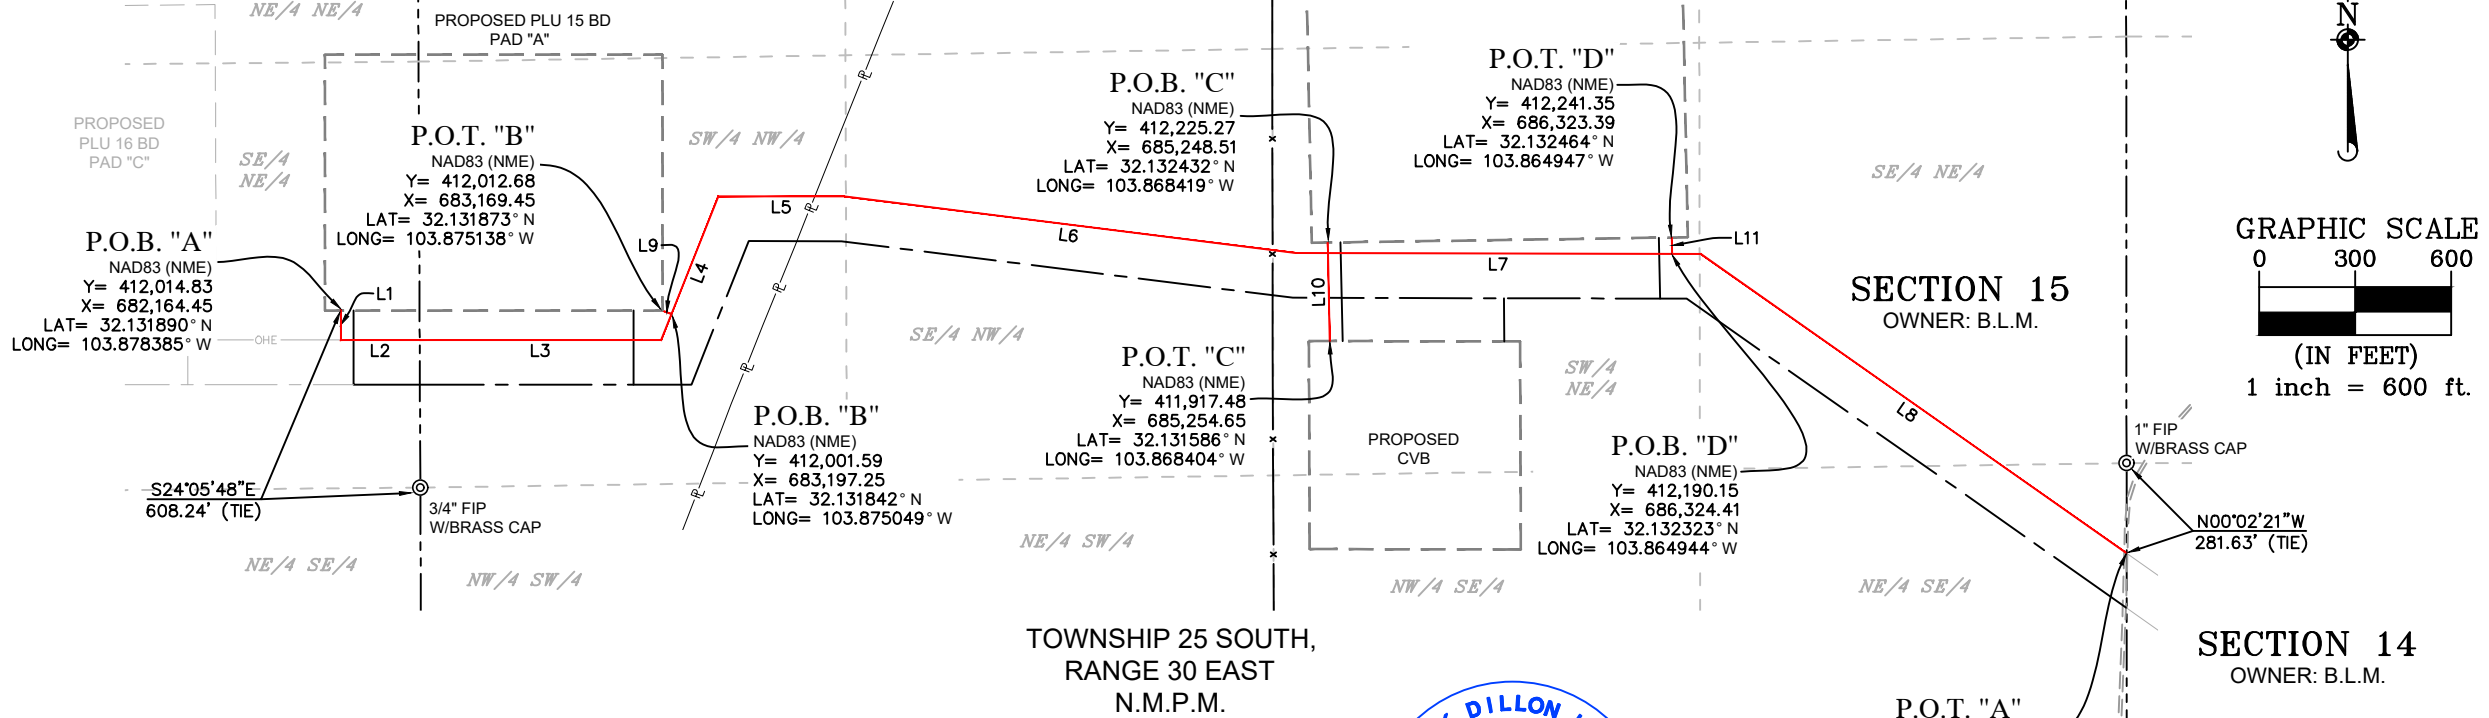 NE/4 NE/4
PROPOSED PLU 15 BD
PAD "A"
PROPOSED
PLU 16 BD
PAD "C"
SE/4
NE/4
P.O.T. "B"
NAD83 (NME)
Y= 412,012.68
X= 683,169.45
LAT= 32.131873° N
LONG= 103.875138° W
SW/4 NW/4
P.O.B. "A"
NAD83 (NME)
Y= 412,014.83
X= 682,164.45
LAT= 32.131890° N
LONG= 103.878385° W
OHE
L1
L2
L3
L9
L4
L5
L6
P.O.B. "C"
NAD83 (NME)
Y= 412,225.27
X= 685,248.51
LAT= 32.132432° N
LONG= 103.868419° W
P.O.T. "D"
NAD83 (NME)
Y= 412,241.35
X= 686,323.39
LAT= 32.132464° N
LONG= 103.864947° W
L10
L7
L11
L8
SE/4 NE/4
SECTION 15
OWNER: B.L.M.
N
GRAPHIC SCALE
0 300 600
(IN FEET)
1 inch = 600 ft.
SE/4 NW/4
P.O.B. "B"
NAD83 (NME)
Y= 412,001.59
X= 683,197.25
LAT= 32.131842° N
LONG= 103.875049° W
P.O.T. "C"
NAD83 (NME)
Y= 411,917.48
X= 685,254.65
LAT= 32.131586° N
LONG= 103.868404° W
PROPOSED
CVB
SW/4
NE/4
P.O.B. "D"
NAD83 (NME)
Y= 412,190.15
X= 686,324.41
LAT= 32.132323° N
LONG= 103.864944° W
1" FIP
W/BRASS CAP
N00°02'21"W
281.63' (TIE)
S24°05'48"E
608.24' (TIE)
3/4" FIP
W/BRASS CAP
NE/4 SE/4
NW/4 SW/4
NE/4 SW/4
NW/4 SE/4
NE/4 SE/4
TOWNSHIP 25 SOUTH,
RANGE 30 EAST
N.M.P.M.
DILLON
SECTION 14
OWNER: B.L.M.
P.O.T. "A"